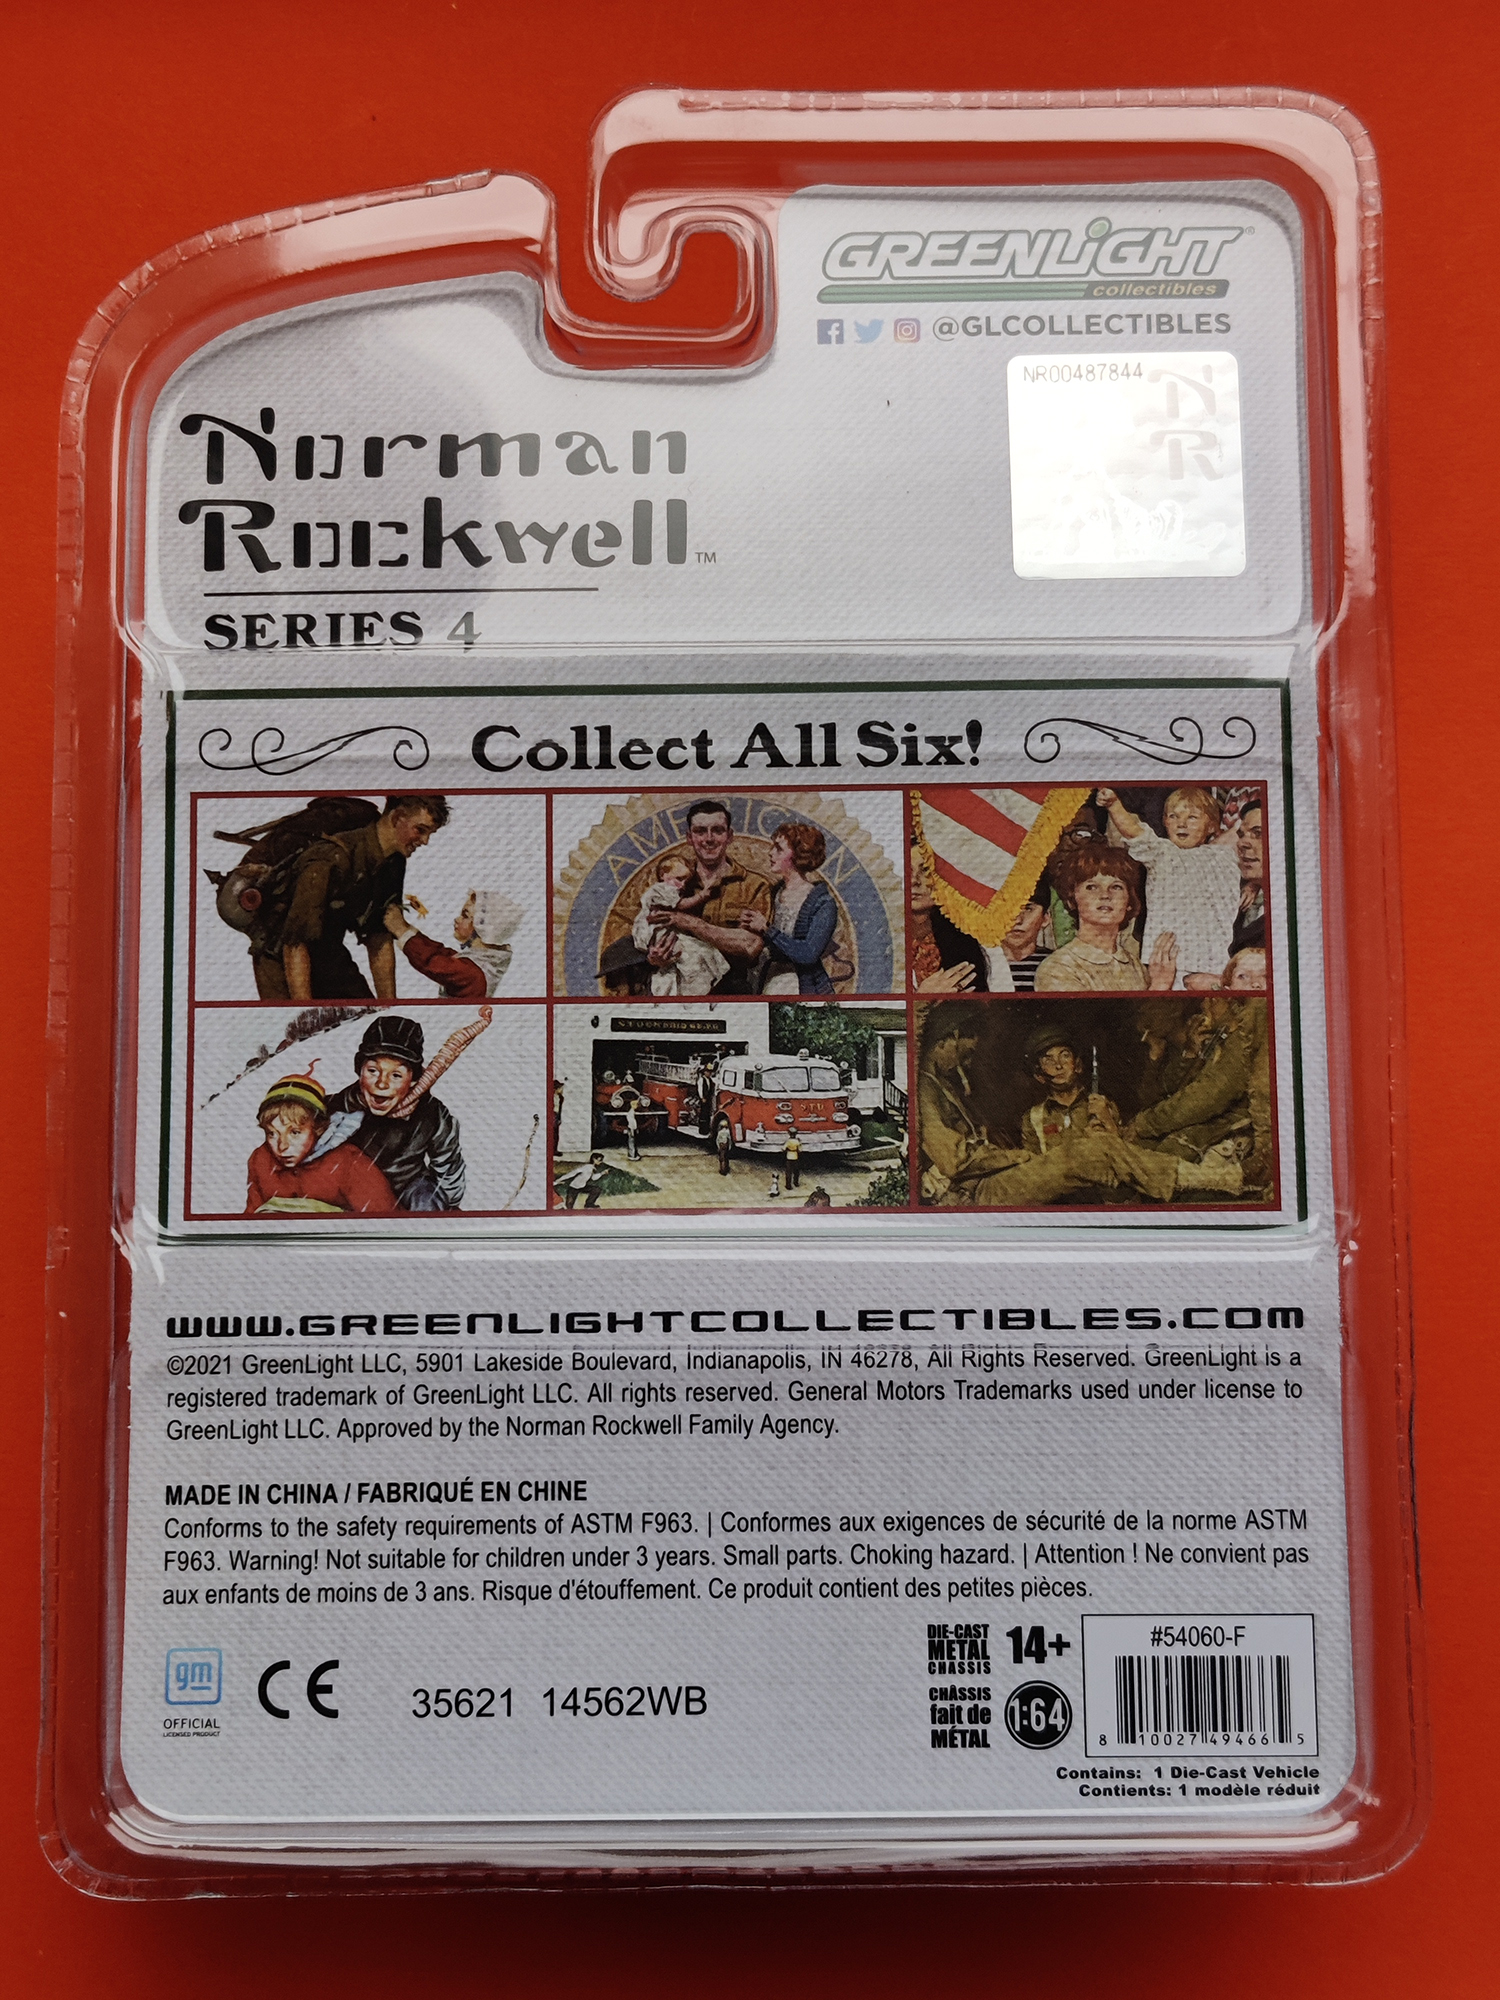 GREENLiGHT®
collectibles
@GLCOLLECTIBLES
NR00487844
N
R
Norman
Rockwell™
SERIES 4
Collect All Six!
AMERICAN
STOCKBRIDGE F.D.
www.GREENLIGHTCOLLECTIBLES.com
©2021 GreenLight LLC, 5901 Lakeside Boulevard, Indianapolis, IN 46278, All Rights Reserved. GreenLight is a
registered trademark of GreenLight LLC. All rights reserved. General Motors Trademarks used under license to
GreenLight LLC. Approved by the Norman Rockwell Family Agency.
MADE IN CHINA / FABRIQUÉ EN CHINE
Conforms to the safety requirements of ASTM F963. | Conformes aux exigences de sécurité de la norme ASTM
F963. Warning! Not suitable for children under 3 years. Small parts. Choking hazard. | Attention ! Ne convient pas
aux enfants de moins de 3 ans. Risque d'étouffement. Ce produit contient des petites pièces.
gm
OFFICIAL
LICENSED PRODUCT
CE
35621 14562WB
DIE-CAST
METAL
CHASSIS
14+
CHÂSSIS
fait de
MÉTAL
1:64
#54060-F
8 10027 49466 5
Contains: 1 Die-Cast Vehicle
Contients: 1 modèle réduit